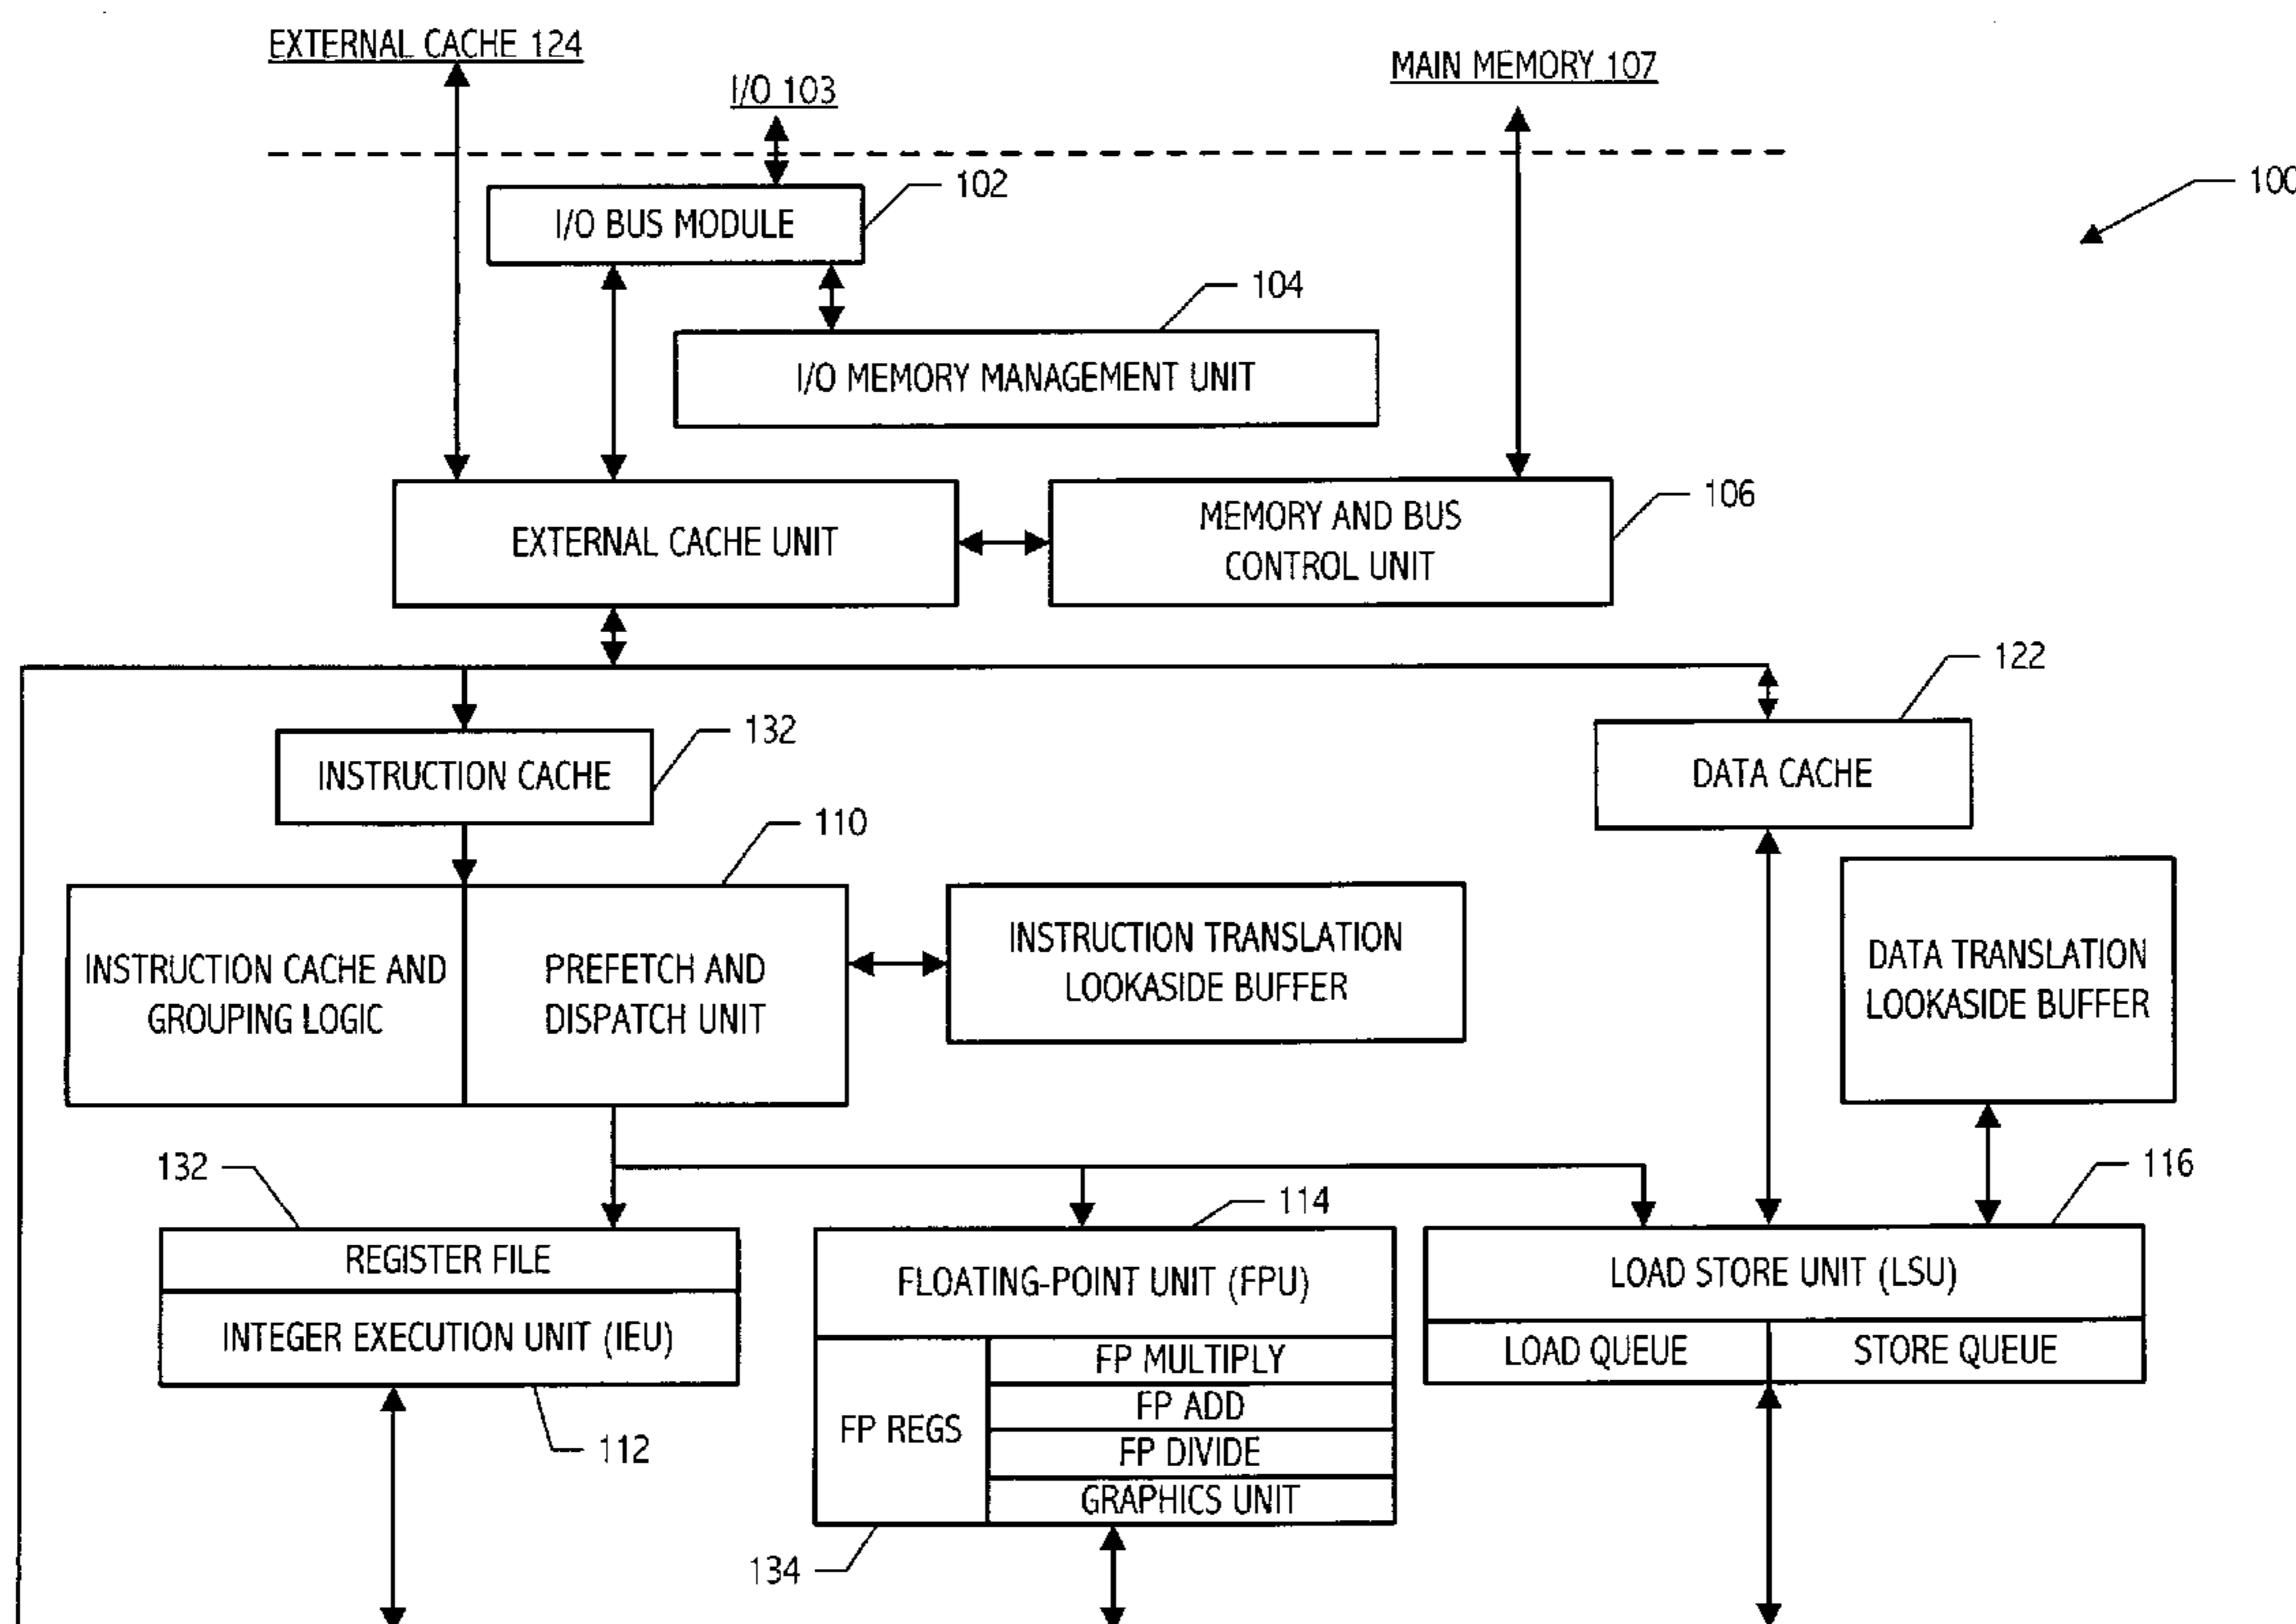 EXTERNAL CACHE 124
I/O 103
MAIN MEMORY 107
102
100
I/O BUS MODULE
104
I/O MEMORY MANAGEMENT UNIT
106
EXTERNAL CACHE UNIT
MEMORY AND BUS
CONTROL UNIT
122
132
INSTRUCTION CACHE
DATA CACHE
110
INSTRUCTION CACHE AND
GROUPING LOGIC
PREFETCH AND
DISPATCH UNIT
INSTRUCTION TRANSLATION
LOOKASIDE BUFFER
DATA TRANSLATION
LOOKASIDE BUFFER
132
114
116
REGISTER FILE
INTEGER EXECUTION UNIT (IEU)
112
FLOATING-POINT UNIT (FPU)
FP REGS
FP MULTIPLY
FP ADD
FP DIVIDE
GRAPHICS UNIT
134
LOAD STORE UNIT (LSU)
LOAD QUEUE
STORE QUEUE